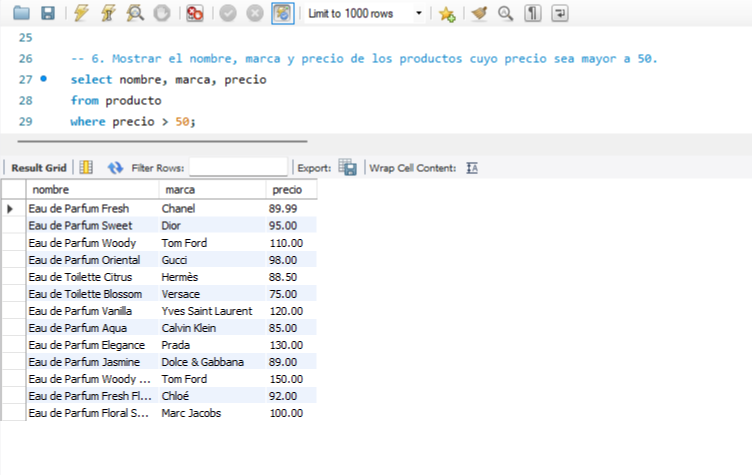 Limit to 1000 rows
25
26 -- 6. Mostrar el nombre, marca y precio de los productos cuyo precio sea mayor a 50.
27 select nombre, marca, precio
28 from producto
29 where precio > 50;
Result Grid Filter Rows: Export: Wrap Cell Content:
nombre marca precio
Eau de Parfum Fresh Chanel 89.99
Eau de Parfum Sweet Dior 95.00
Eau de Parfum Woody Tom Ford 110.00
Eau de Parfum Oriental Gucci 98.00
Eau de Toilette Citrus Hermès 88.50
Eau de Toilette Blossom Versace 75.00
Eau de Parfum Vanilla Yves Saint Laurent 120.00
Eau de Parfum Aqua Calvin Klein 85.00
Eau de Parfum Elegance Prada 130.00
Eau de Parfum Jasmine Dolce & Gabbana 89.00
Eau de Parfum Woody ... Tom Ford 150.00
Eau de Parfum Fresh Fl... Chloé 92.00
Eau de Parfum Floral S... Marc Jacobs 100.00